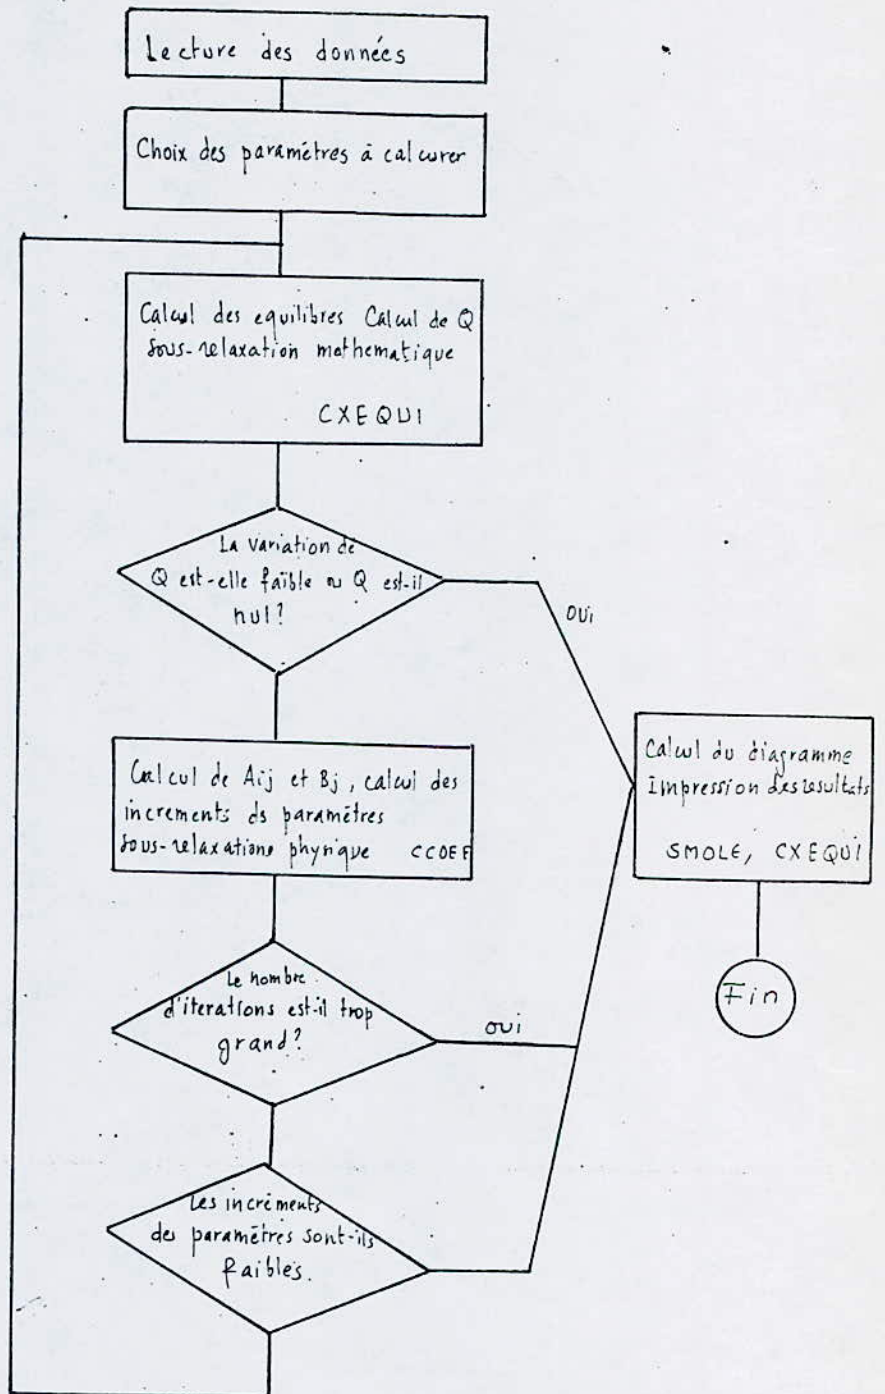 Lecture des données
Choix des paramètres à calcurer
Calcul des equilibres Calcul de Q
sous-relaxation mathematique
CXEQUI
La variation de
Q est-elle faible ou Q est-il
nul?
OUI
Calcul de Aij et Bj, calcul des
increments ds paramètres
sous-relaxations physique CCOEF
Calcul du diagramme
Impression des resultats
SMOLE, CXEQUI
Fin
Le nombre
d'iterations est-il trop
grand?
oui
Les incréments
des paramètres sont-ils
faibles.